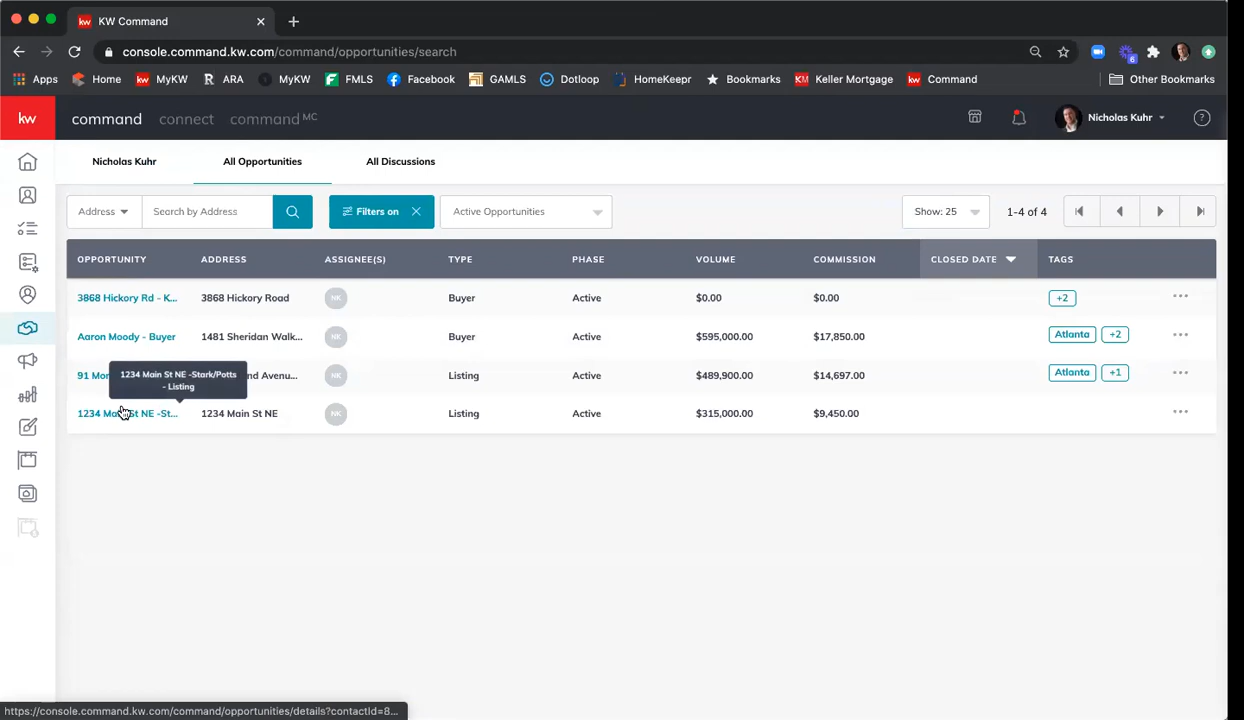 kw KW Command
console.command.kw.com/command/opportunities/search
6
Apps Home kw MyKW R ARA MyKW F FMLS Facebook GAMLS Dotloop HomeKeepr Bookmarks KM Keller Mortgage kw Command Other Bookmarks
kw command connect command MC Nicholas Kuhr ?
Nicholas Kuhr All Opportunities All Discussions
Address Search by Address Filters on Active Opportunities Show: 25 1-4 of 4
OPPORTUNITY ADDRESS ASSIGNEE(S) TYPE PHASE VOLUME COMMISSION CLOSED DATE TAGS
3868 Hickory Rd - K... 3868 Hickory Road NK Buyer Active $0.00 $0.00 +2
Aaron Moody - Buyer 1481 Sheridan Walk... NK Buyer Active $595,000.00 $17,850.00 Atlanta +2
91 Avenu... NK Listing Active $489,900.00 $14,697.00 Atlanta +1
1234 Main St NE -Stark/Potts
- Listing
1234 Main St NE -St... 1234 Main St NE NK Listing Active $315,000.00 $9,450.00
https://console.command.kw.com/command/opportunities/details?contactId=8...